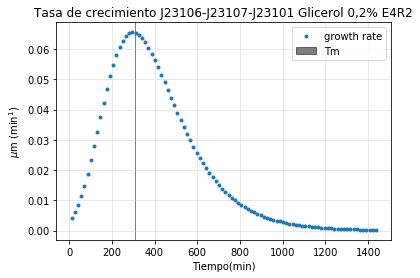 Tasa de crecimiento J23106-J23107-J23101 Glicerol 0,2% E4R2
growth rate
Tm
μm (min¹)
0.06
0.05
0.04
0.03
0.02
0.01
0.00
0 200 400 600 800 1000 1200 1400
Tiempo(min)